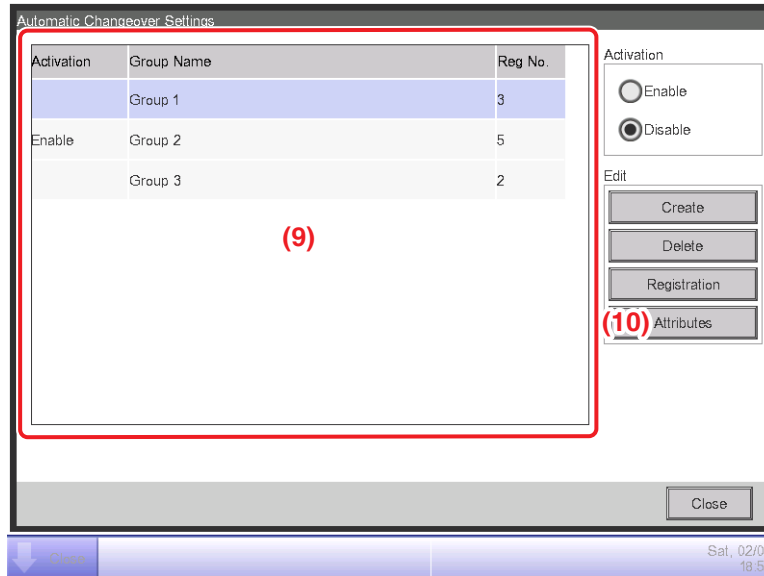 Automatic Changeover Settings
Activation Group Name Reg No.
Group 1 3
Enable Group 2 5
Group 3 2
(9)
Activation
Enable
Disable
Edit
Create
Delete
Registration
(10) Attributes
Close
Sat, 02/0
18:5